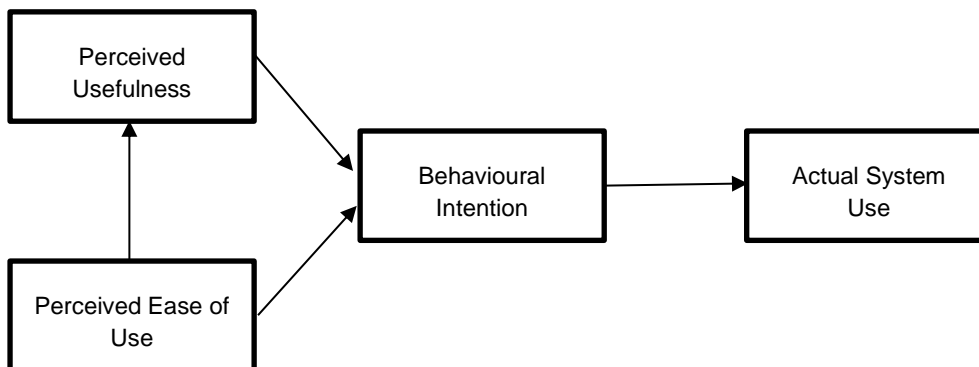 Perceived
Usefulness
Behavioural
Intention
Actual System
Use
Perceived Ease of
Use